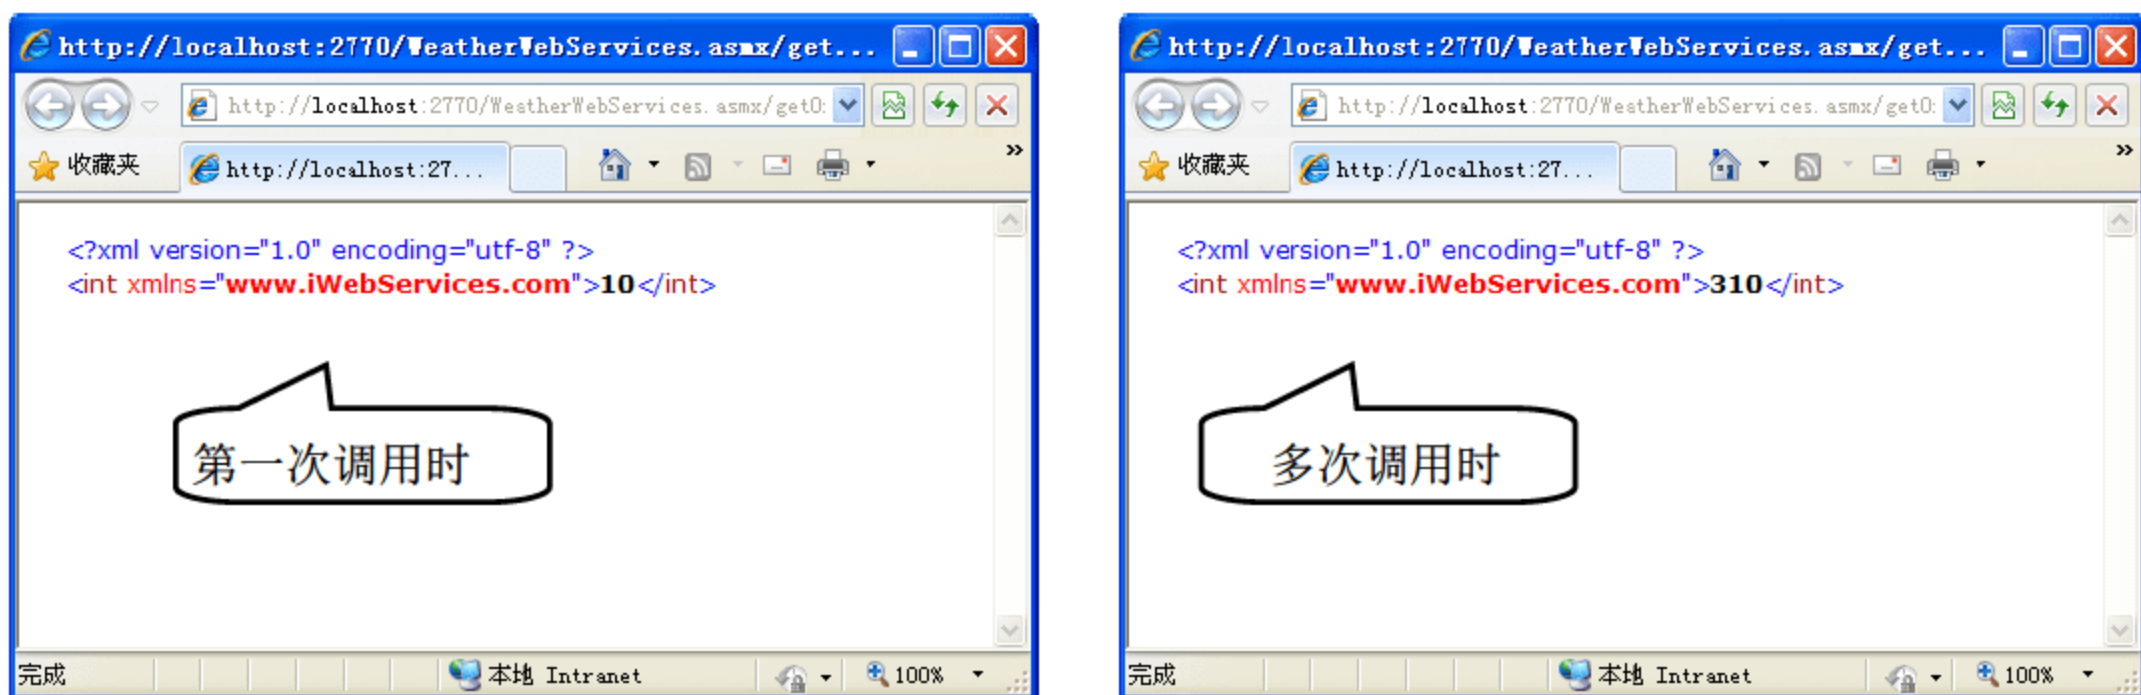 http://localhost:2770/WeatherWebServices.asmx/get...
http://localhost:2770/WeatherWebServices.asmx/getO
收藏夹
http://localhost:27...
<?xml version="1.0" encoding="utf-8" ?>
<int xmlns="www.iWebServices.com">10</int>
第一次调用时
完成
本地 Intranet
100%
http://localhost:2770/WeatherWebServices.asmx/get...
http://localhost:2770/WeatherWebServices.asmx/getO
收藏夹
http://localhost:27...
<?xml version="1.0" encoding="utf-8" ?>
<int xmlns="www.iWebServices.com">310</int>
多次调用时
完成
本地 Intranet
100%